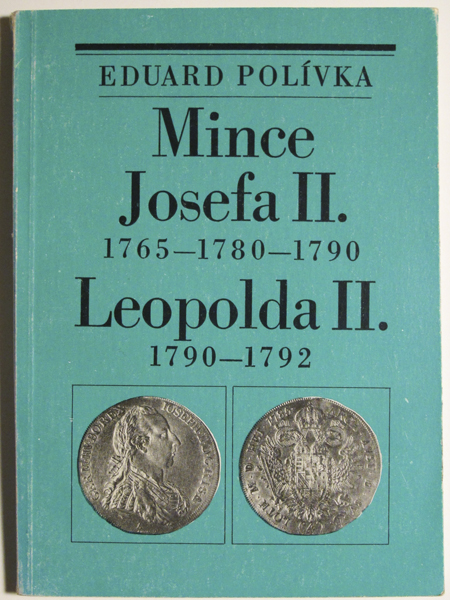 EDUARD POLÍVKA
Mince
Josefa II.
1765—1780—1790
Leopolda II.
1790—1792